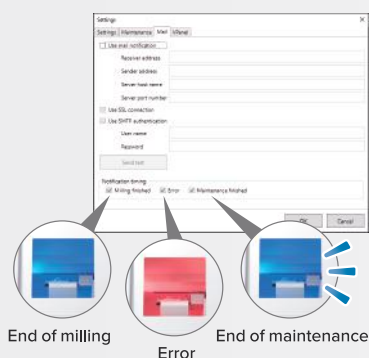 Settings
Settings Maintenance Mail VPanel
Use mail notification
Receiver address
Sender address
Server host name
Server port number
Use SSL connection
Use SMTP authentication
User name
Password
Send test
Notification timing
Milling finished Error Maintenance finished
OK Cancel
End of milling
Error
End of maintenance